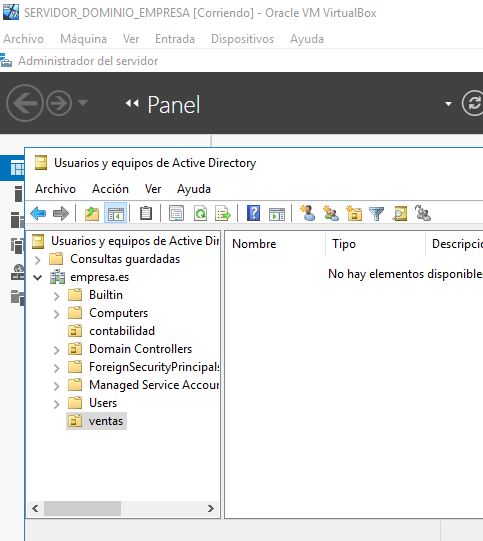 SERVIDOR_DOMINIO_EMPRESA [Corriendo] - Oracle VM VirtualBox
Archivo Máquina Ver Entrada Dispositivos Ayuda
Administrador del servidor
Panel
Usuarios y equipos de Active Directory
Archivo Acción Ver Ayuda
Usuarios y equipos de Active Dir
Consultas guardadas
empresa.es
Builtin
Computers
contabilidad
Domain Controllers
ForeignSecurityPrincipals
Managed Service Accour
Users
ventas
Nombre Tipo Descripció
No hay elementos disponibles